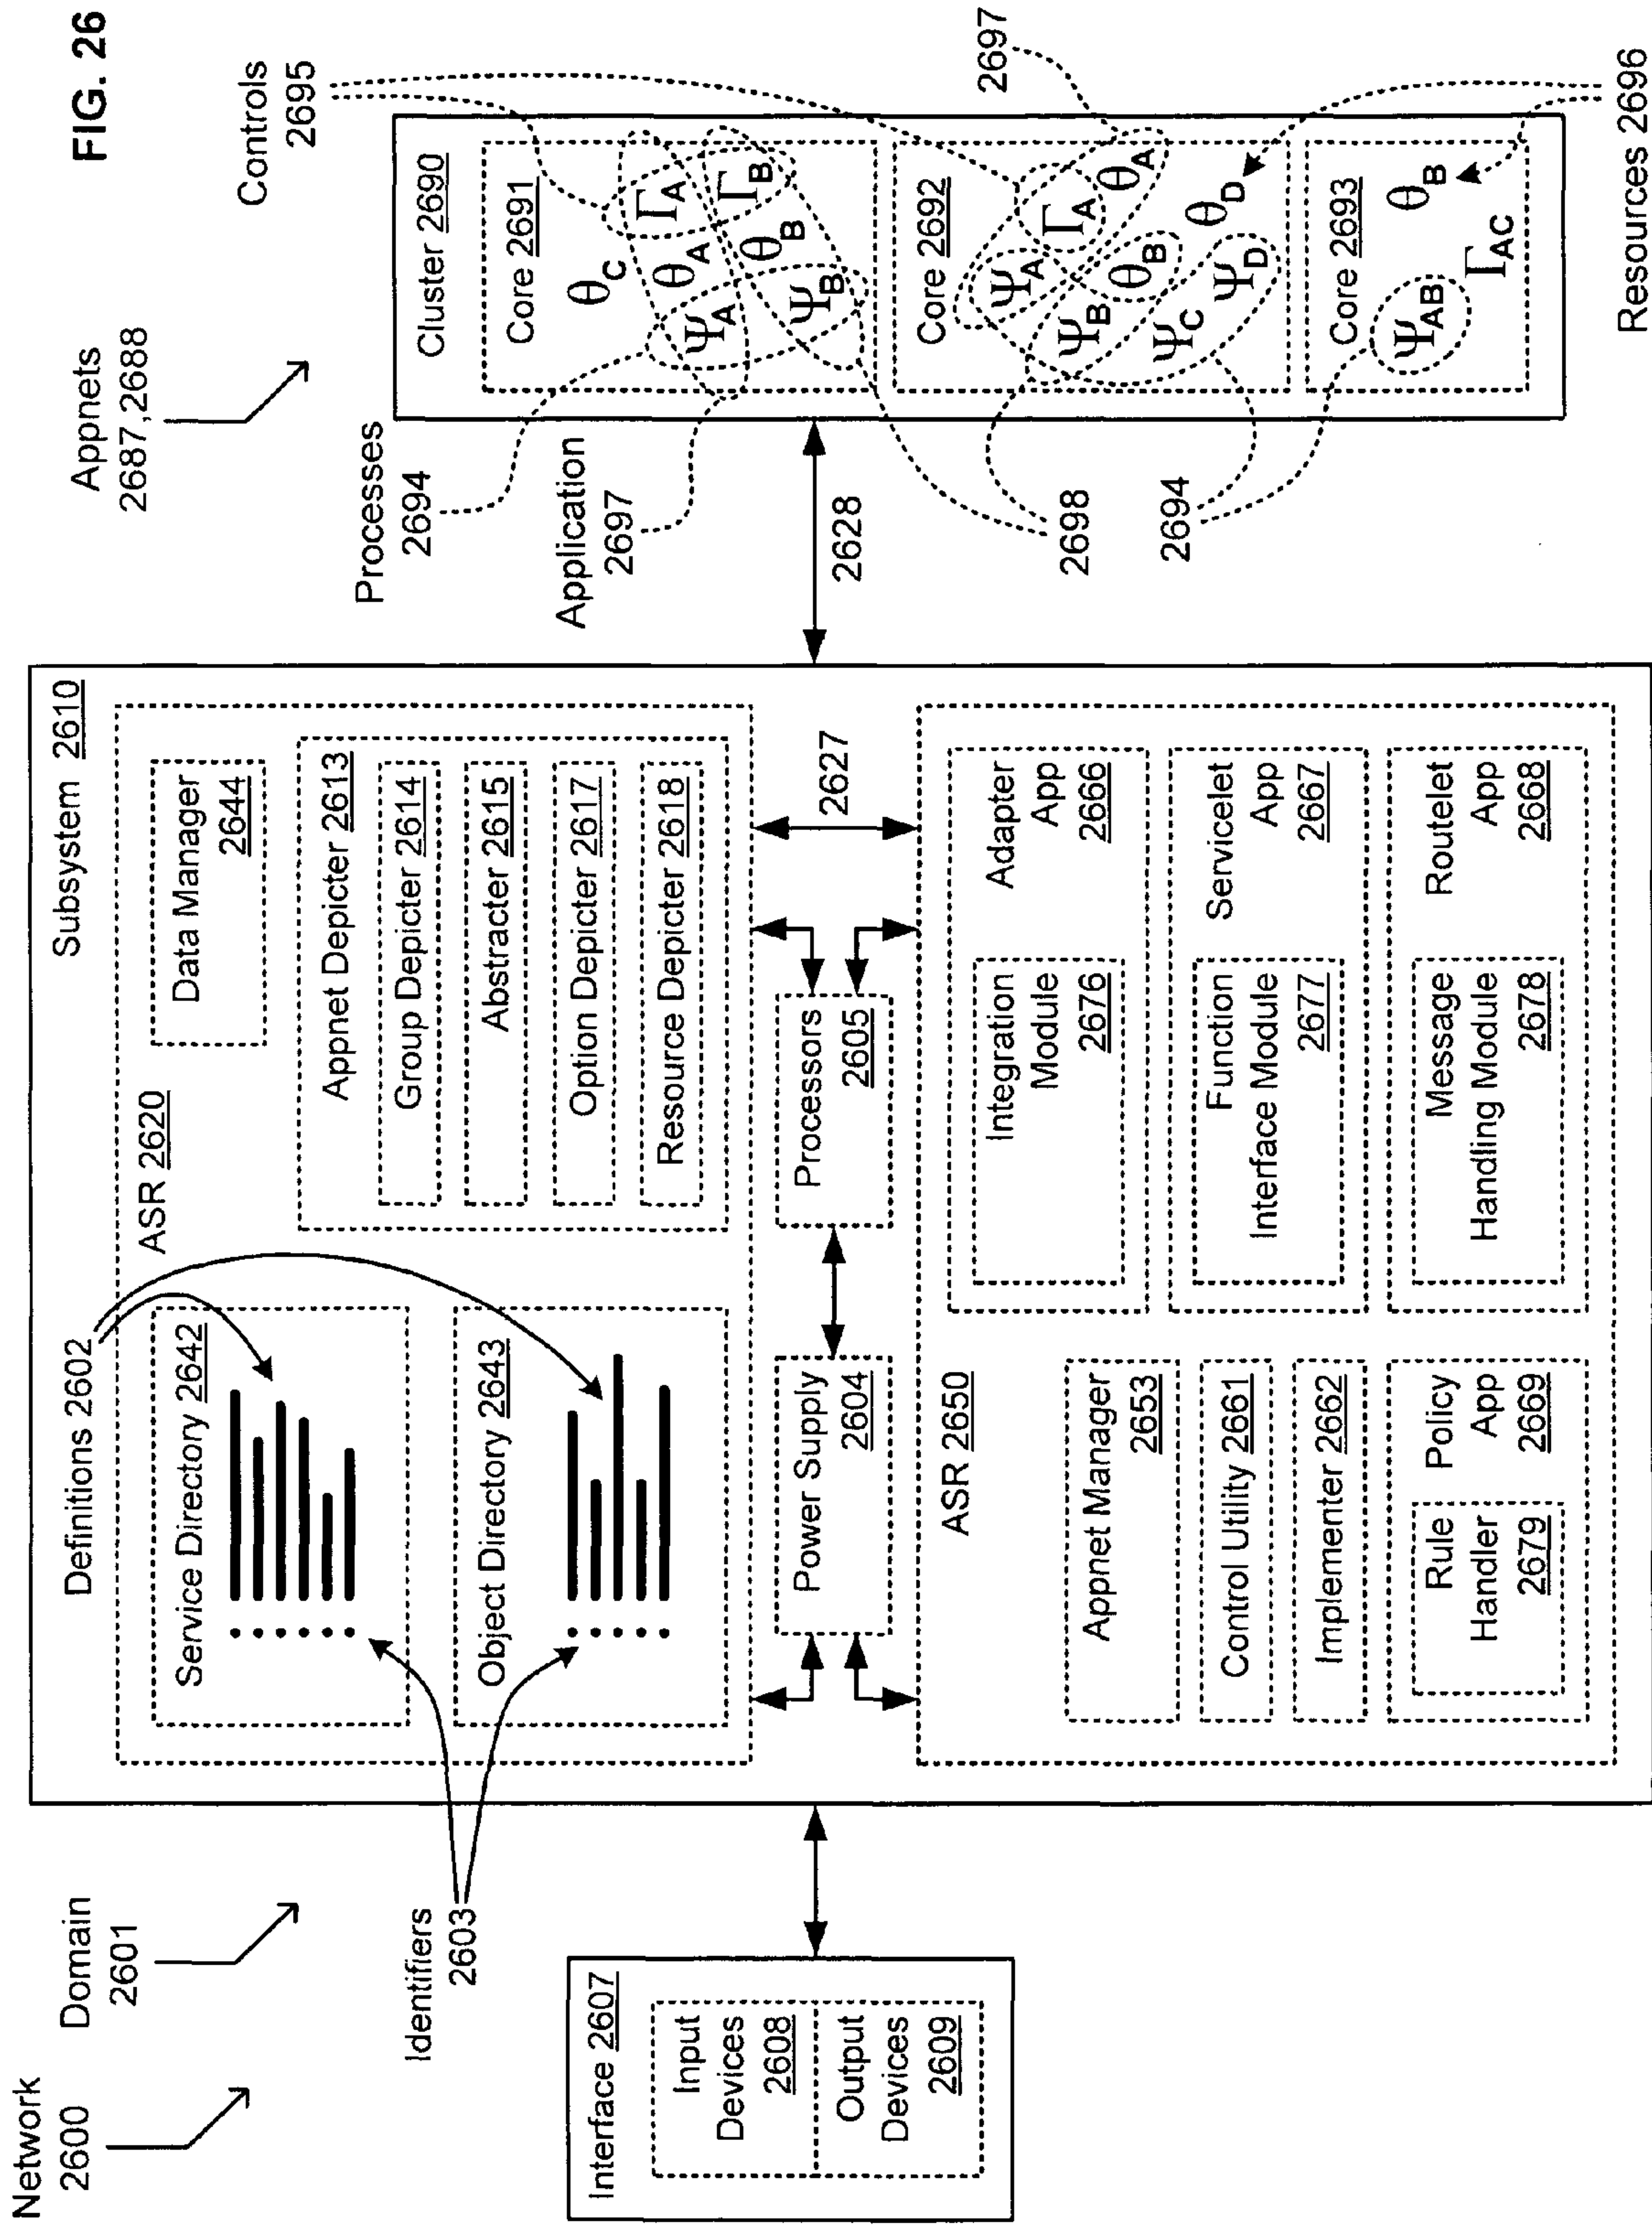 FIG. 26
Network
2600
Domain
2601
Interface 2607
Input
Devices
2608
Output
Devices
2609
Identifiers
2603
Definitions 2602
Subsystem 2610
ASR 2620
Service Directory 2642
Object Directory 2643
Data Manager
2644
Appnet Depicter 2613
Group Depicter 2614
Abstracter 2615
Option Depicter 2617
Resource Depicter 2618
Power Supply
2604
Processors
2605
2627
ASR 2650
Appnet Manager
2653
Control Utility 2661
Implementer 2662
Policy
App
2669
Rule
Handler
2679
Adapter
App
2666
Integration
Module
2676
Servicelet
App
2667
Function
Interface Module
2677
Routelet
App
2668
Message
Handling Module
2678
2628
Appnets
2687,2688
Processes
2694
Application
2697
2698
2694
Controls
2695
2697
Resources 2696
Cluster 2690
Core 2691
θC
ΨA θA ΓA
ΨB θB ΓB
Core 2692
ΨA ΓA θA
ΨB θB
ΨC ΨD θD
Core 2693
ΨAB θB
ΓAC